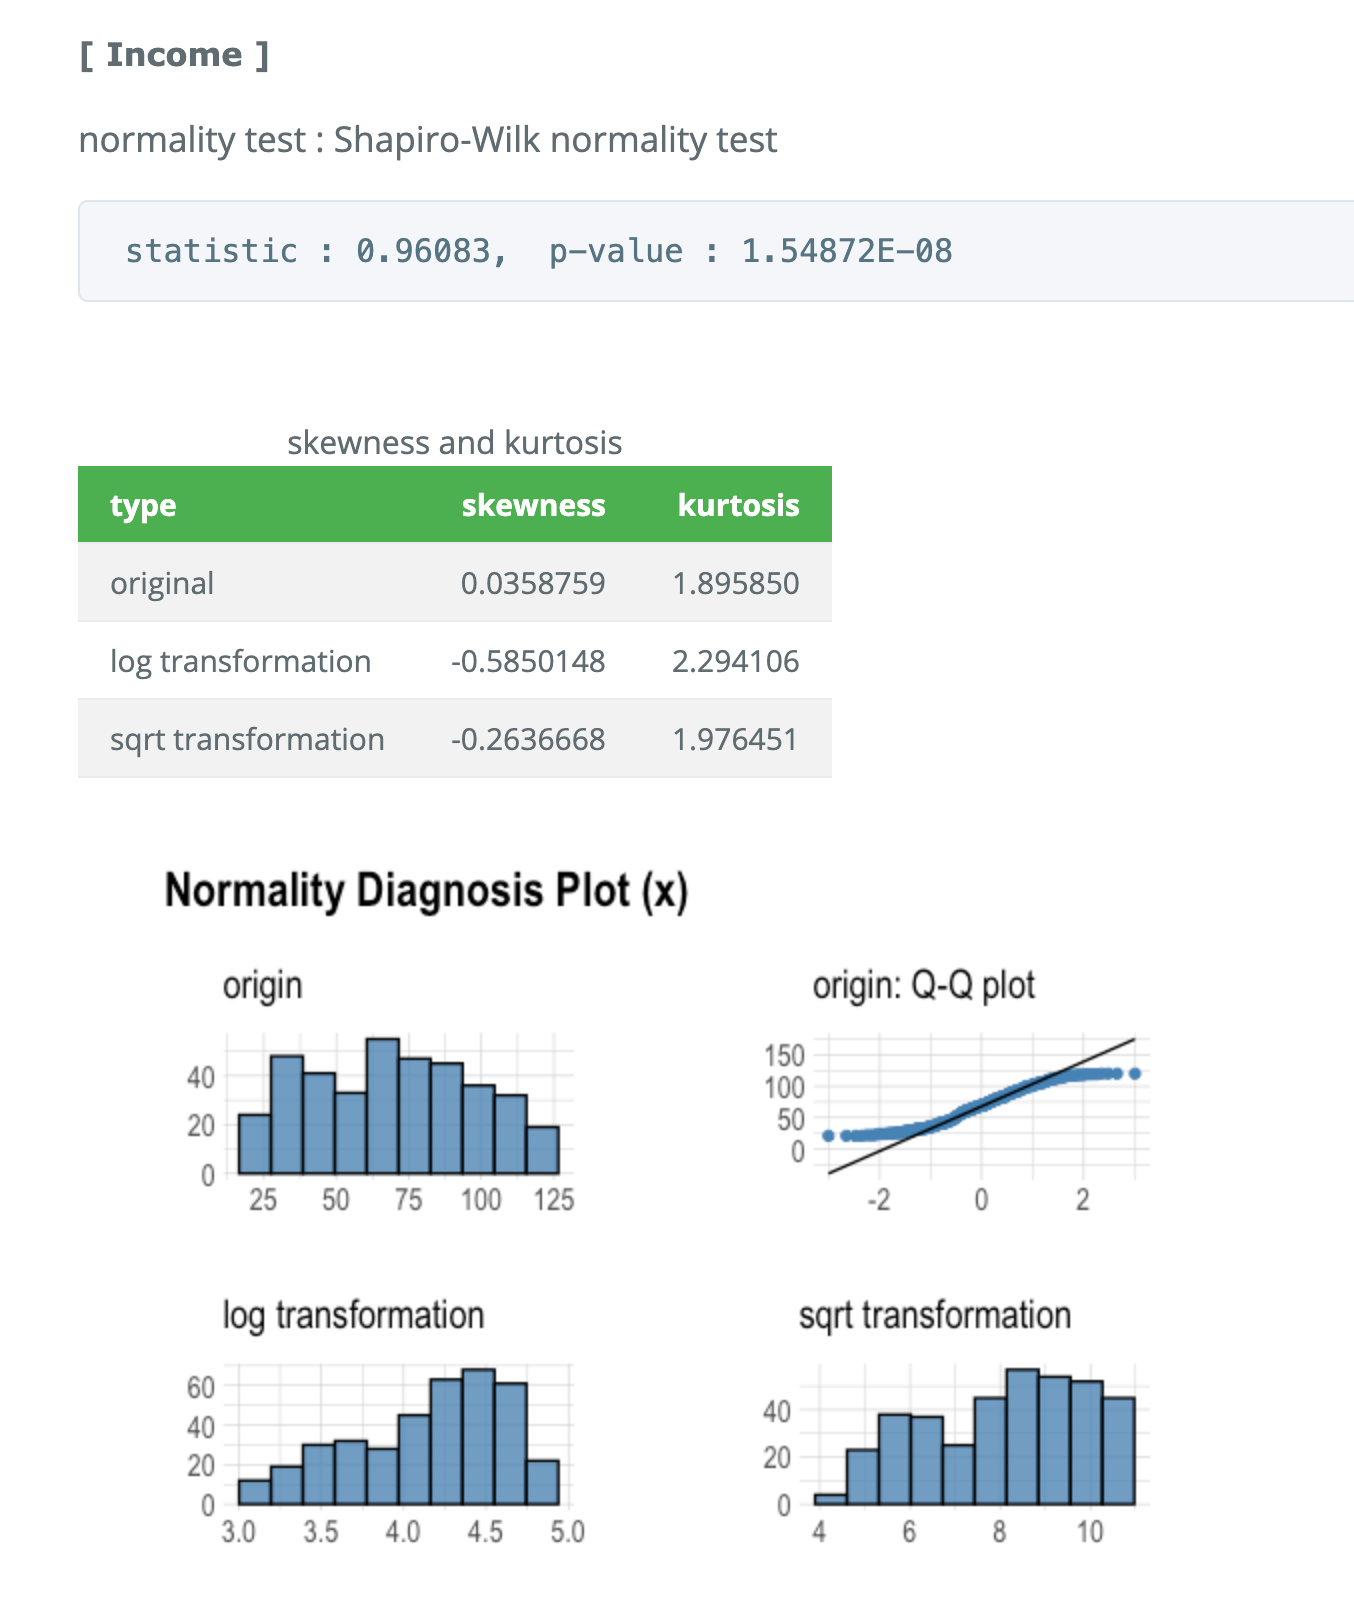 [ Income ]
normality test : Shapiro-Wilk normality test
statistic : 0.96083, p-value : 1.54872E-08
skewness and kurtosis
type skewness kurtosis
original 0.0358759 1.895850
log transformation -0.5850148 2.294106
sqrt transformation -0.2636668 1.976451
Normality Diagnosis Plot (x)
origin
40
20
0
25 50 75 100 125
origin: Q-Q plot
150
100
50
0
-2 0 2
log transformation
60
40
20
0
3.0 3.5 4.0 4.5 5.0
sqrt transformation
40
20
0
4 6 8 10